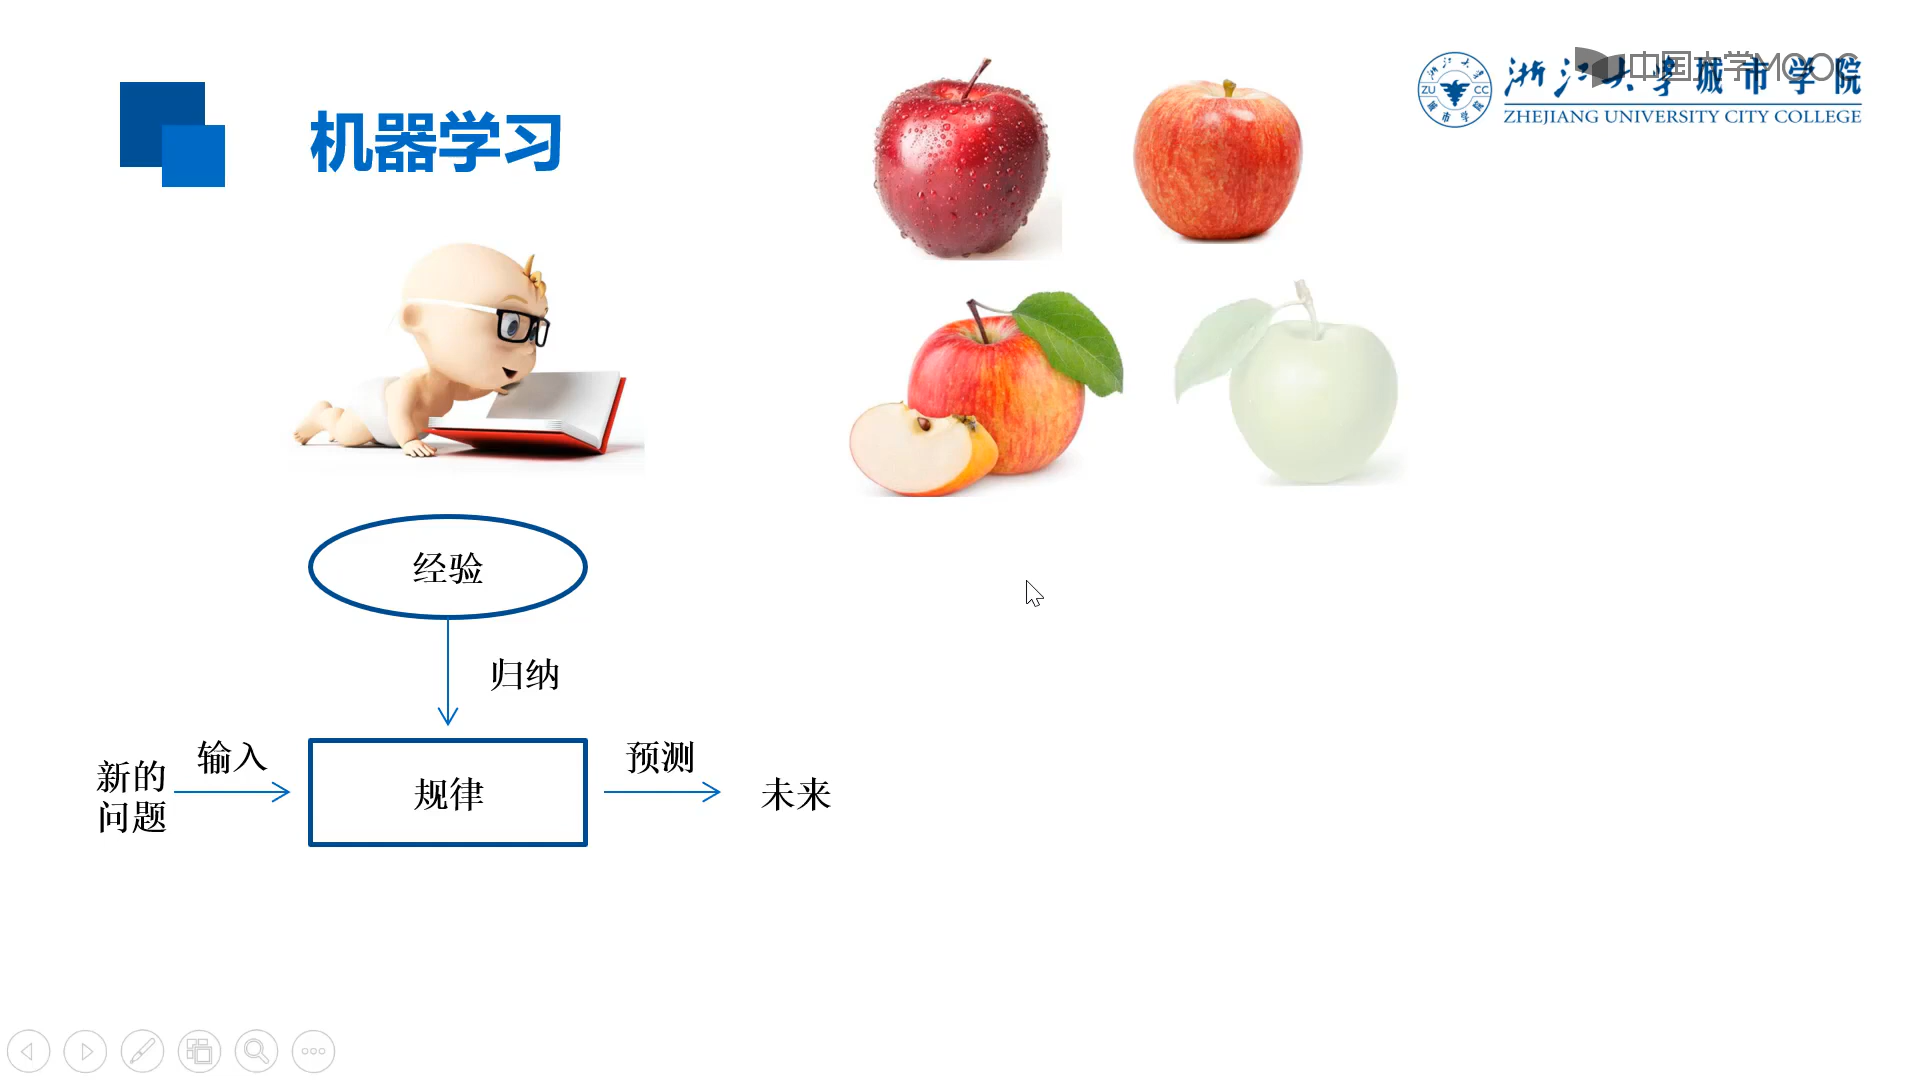 机器学习
中国大学MOOC
浙江大学城市学院
ZHEJIANG UNIVERSITY CITY COLLEGE
ZU
CC
经验
归纳
新的
问题
输入
规律
预测
未来